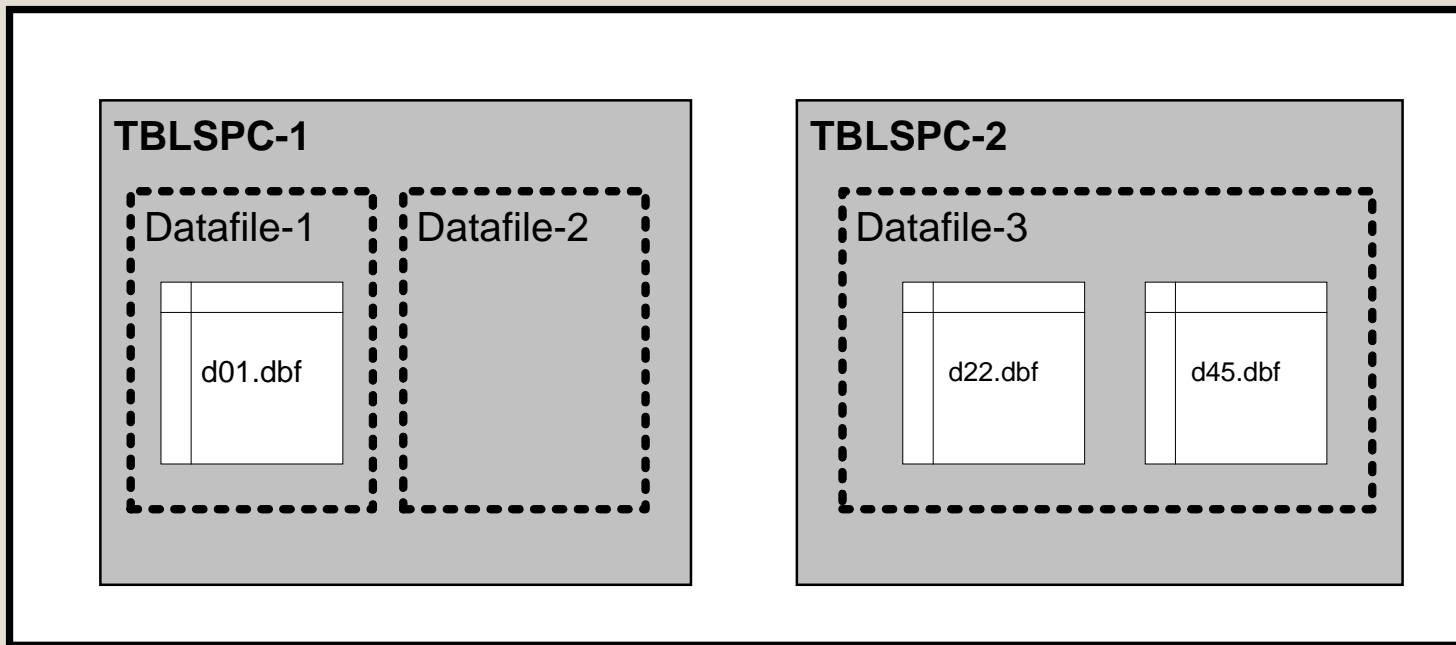 TBLSPC-1
Datafile-1
d01.dbf
Datafile-2
TBLSPC-2
Datafile-3
d22.dbf
d45.dbf